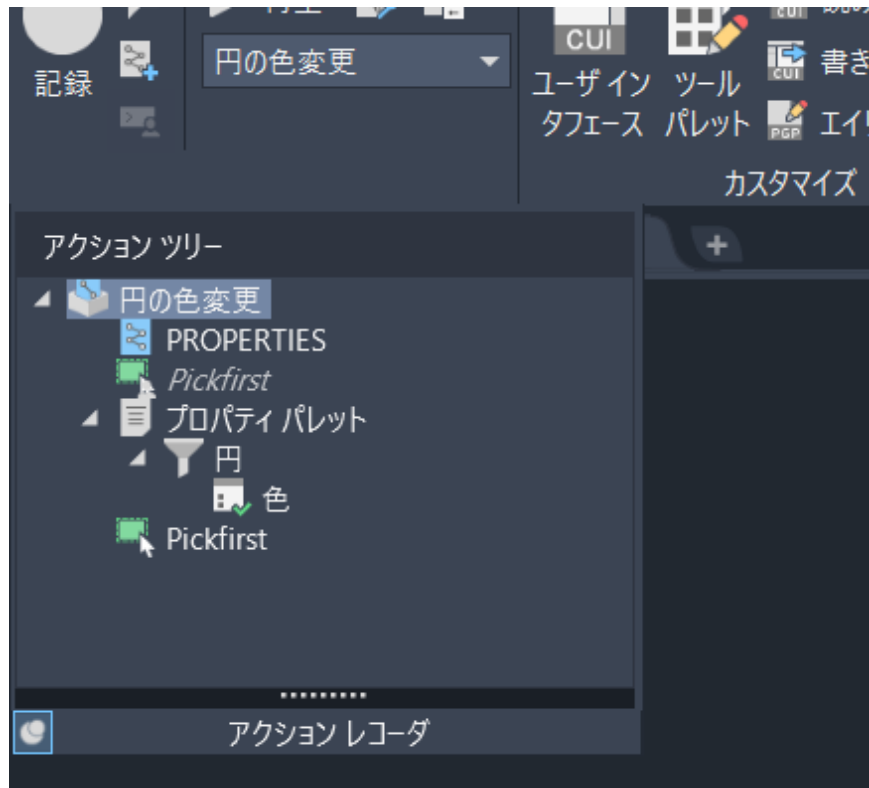 記録
円の色変更
CUI
ユーザ イン
タフェース
ツール
パレット
CUI
書き
PGP
カスタマイズ
アクション ツリー
円の色変更
PROPERTIES
Pickfirst
プロパティ パレット
円
色
Pickfirst
アクション レコーダ